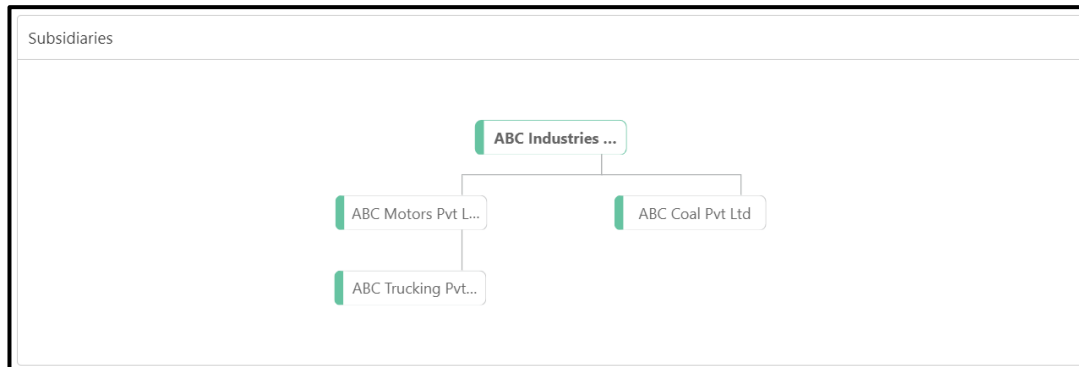 Subsidiaries
ABC Industries ...
ABC Motors Pvt L...
ABC Coal Pvt Ltd
ABC Trucking Pvt...